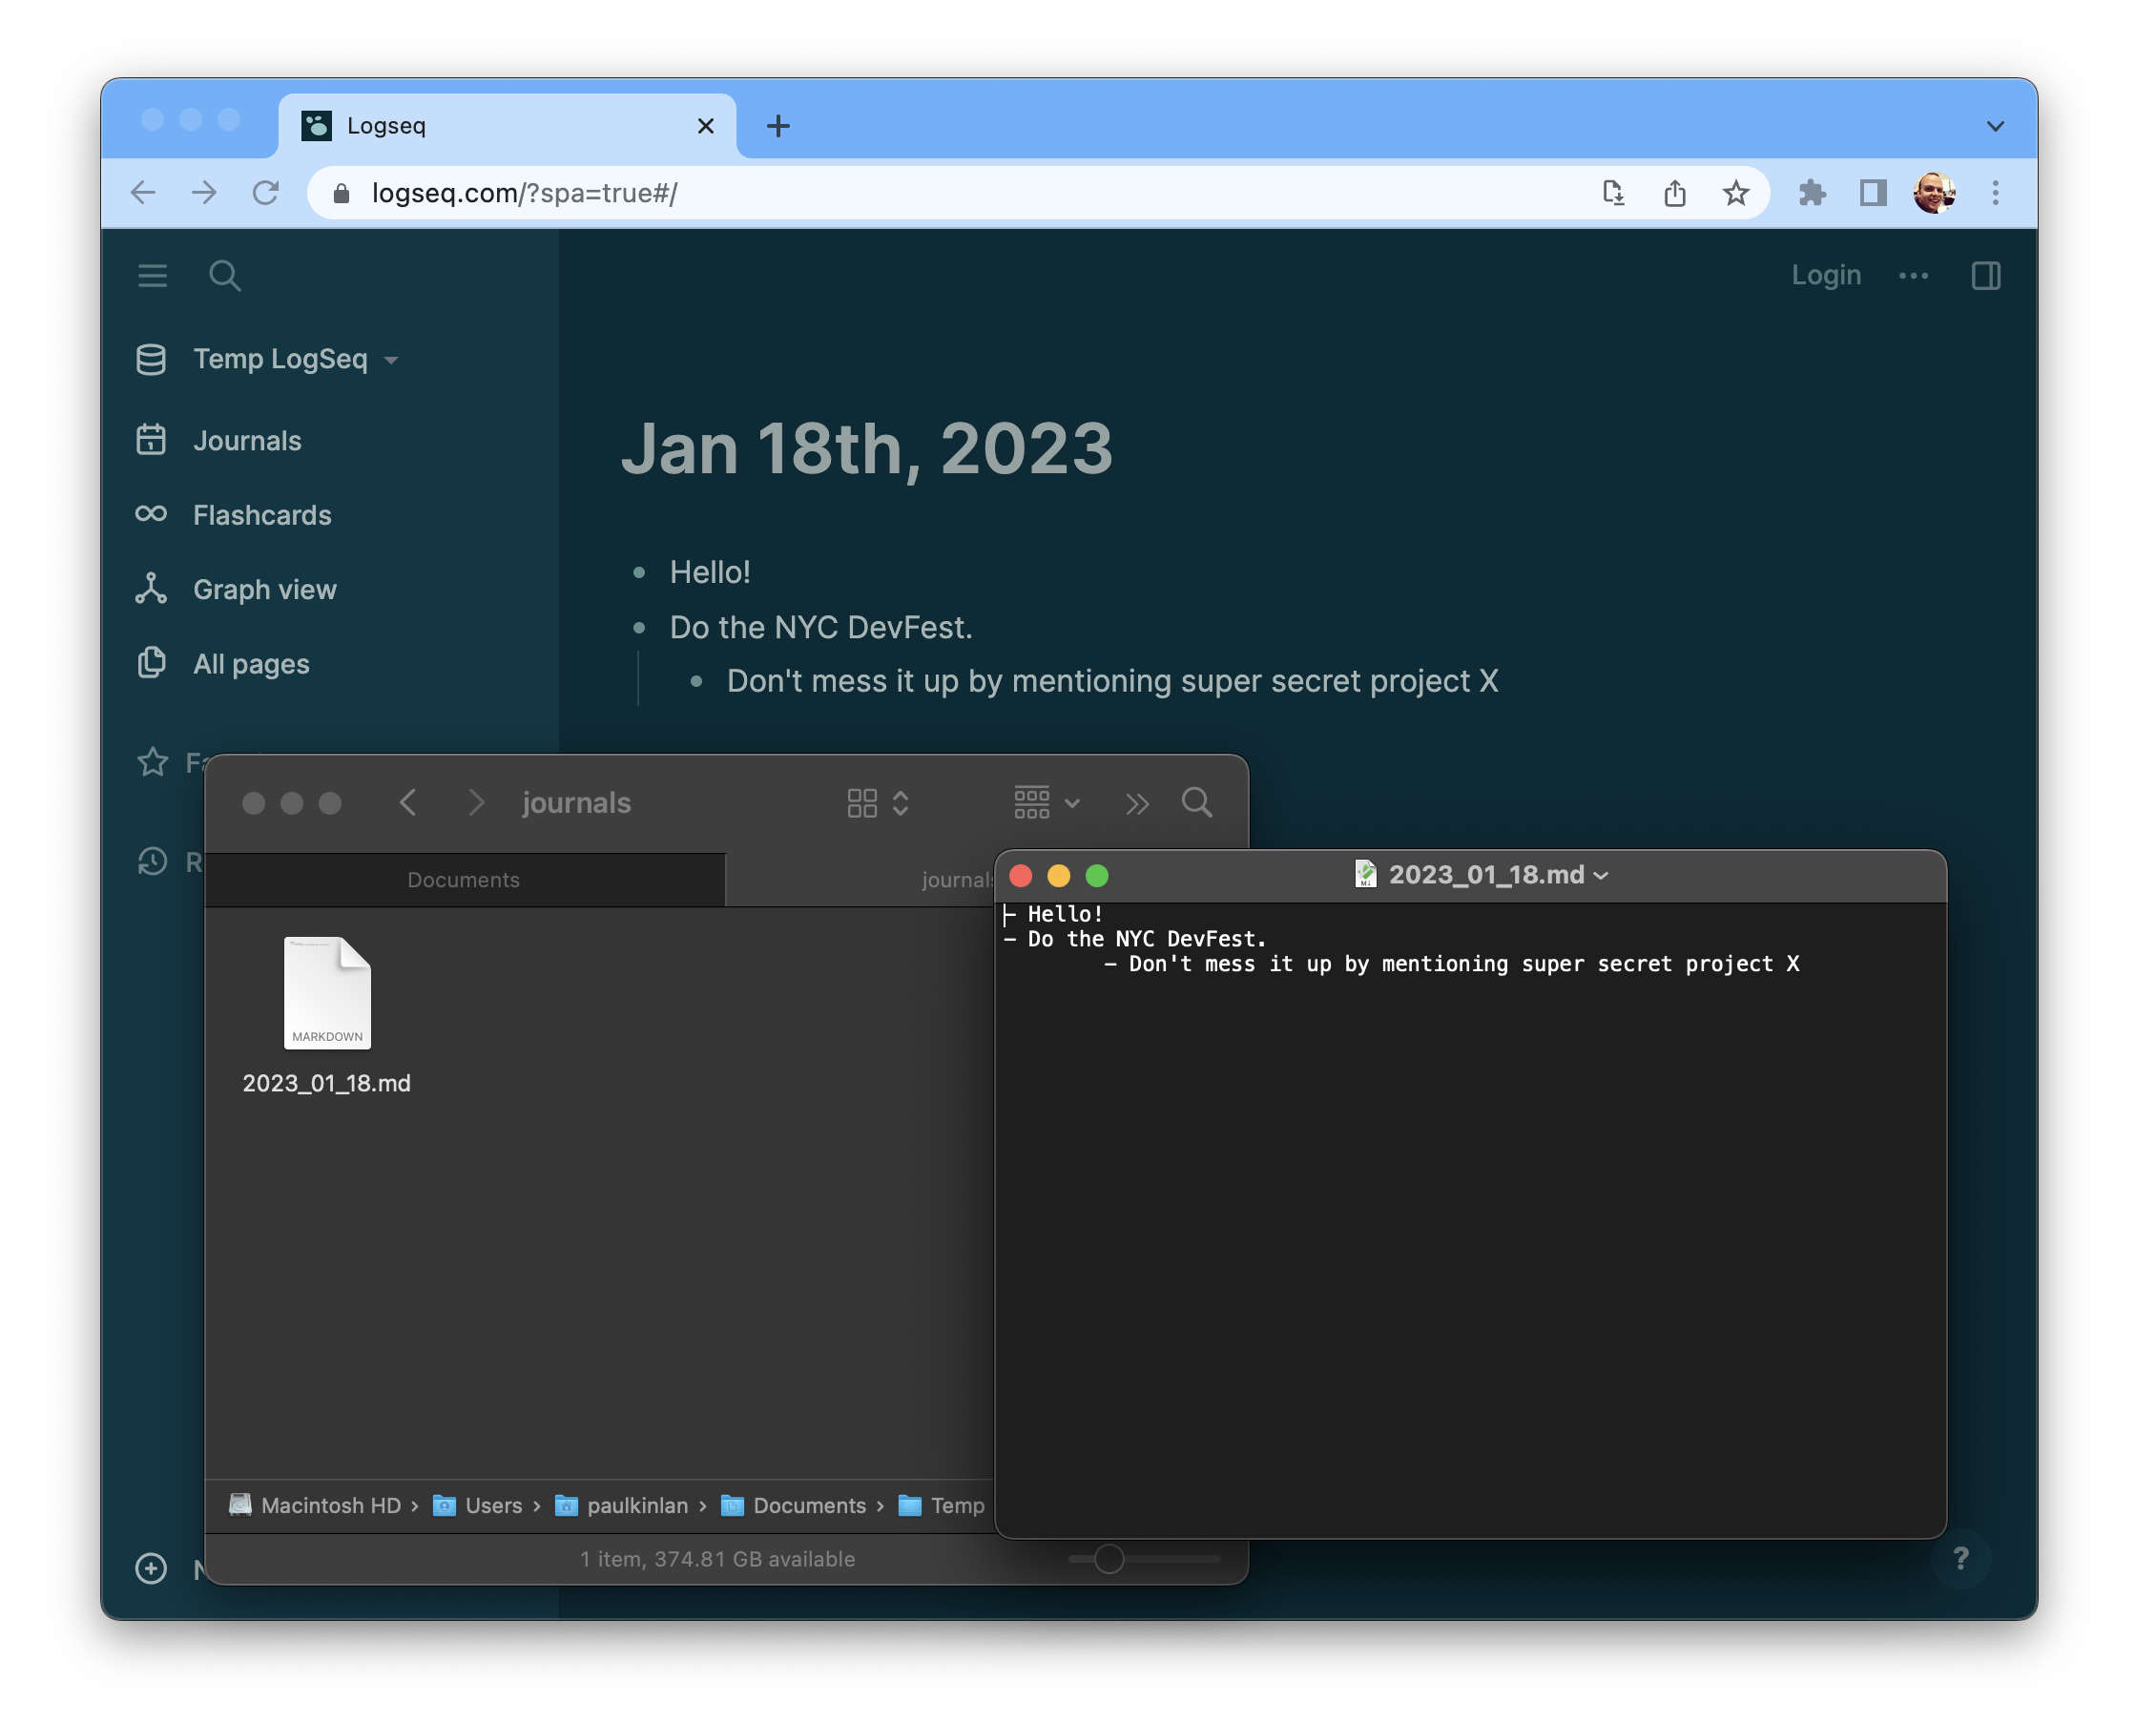 Logseq
logseq.com/?spa=true#/
Login
Temp LogSeq
Journals
Flashcards
Graph view
All pages
Jan 18th, 2023
• Hello!
• Do the NYC DevFest.
• Don't mess it up by mentioning super secret project X
journals
Documents
journals
MARKDOWN
2023_01_18.md
Macintosh HD › Users › paulkinlan › Documents › Temp
1 item, 374.81 GB available
2023_01_18.md
- Hello!
- Do the NYC DevFest.
- Don't mess it up by mentioning super secret project X
?